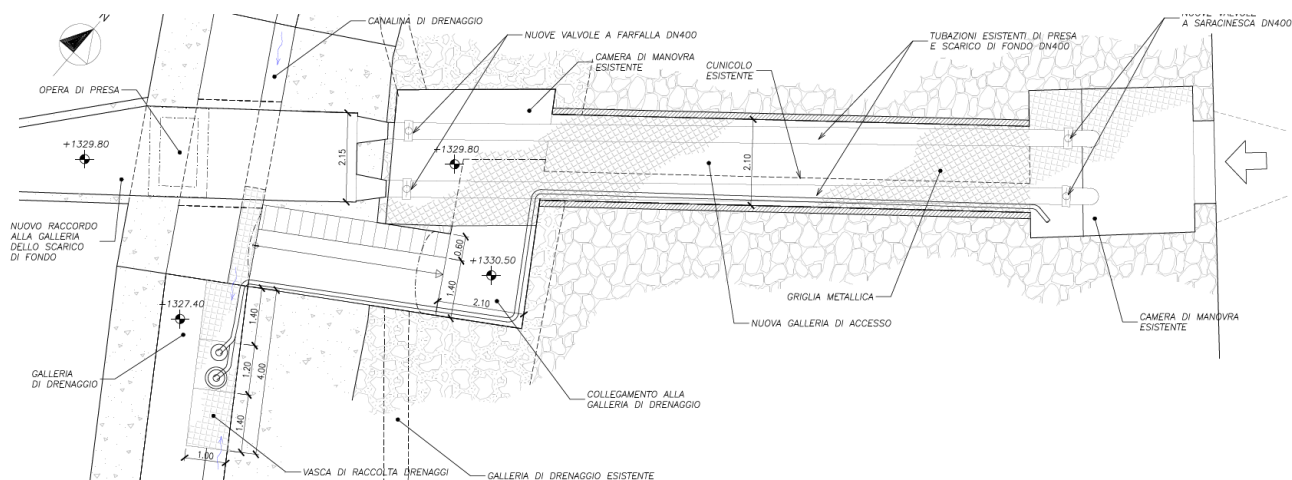 N
CANALINA DI DRENAGGIO
NUOVE VALVOLE A FARFALLA DN400
CAMERA DI MANOVRA
ESISTENTE
CUNICOLO
ESISTENTE
TUBAZIONI ESISTENTI DI PRESA
E SCARICO DI FONDO DN400
NUOVE VALVOLE
A SARACINESCA DN400
OPERA DI PRESA
+1329.80
2.15
+1329.80
2.10
NUOVO RACCORDO
ALLA GALLERIA
DELLO SCARICO
DI FONDO
0.60
+1330.50
1.40
2.10
GRIGLIA METALLICA
NUOVA GALLERIA DI ACCESSO
CAMERA DI MANOVRA
ESISTENTE
+1327.40
1.40
1.20
4.00
1.40
1.00
GALLERIA
DI DRENAGGIO
COLLEGAMENTO ALLA
GALLERIA DI DRENAGGIO
VASCA DI RACCOLTA DRENAGGI
GALLERIA DI DRENAGGIO ESISTENTE